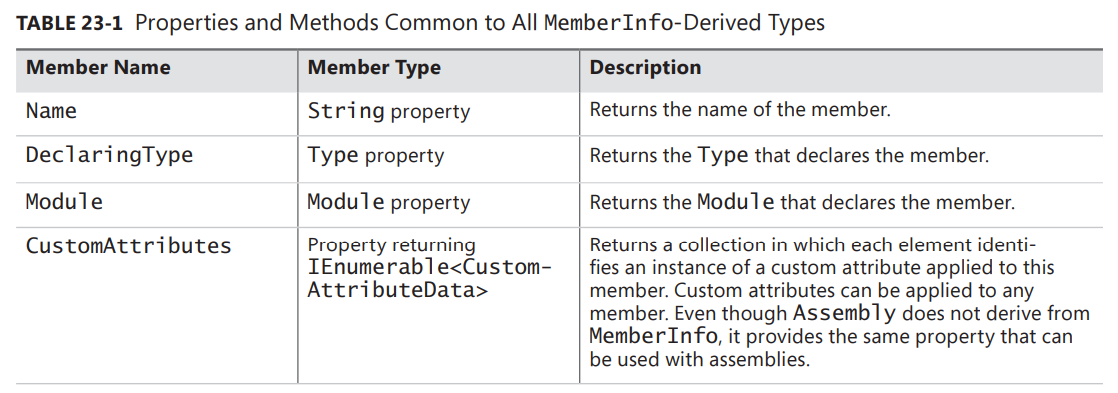 TABLE 23-1 Properties and Methods Common to All MemberInfo-Derived Types
Member Name Member Type Description
Name String property Returns the name of the member.
DeclaringType Type property Returns the Type that declares the member.
Module Module property Returns the Module that declares the member.
CustomAttributes Property returning Returns a collection in which each element identi-
IEnumerable<Custom- fies an instance of a custom attribute applied to this
AttributeData> member. Custom attributes can be applied to any
member. Even though Assembly does not derive from
MemberInfo, it provides the same property that can
be used with assemblies.